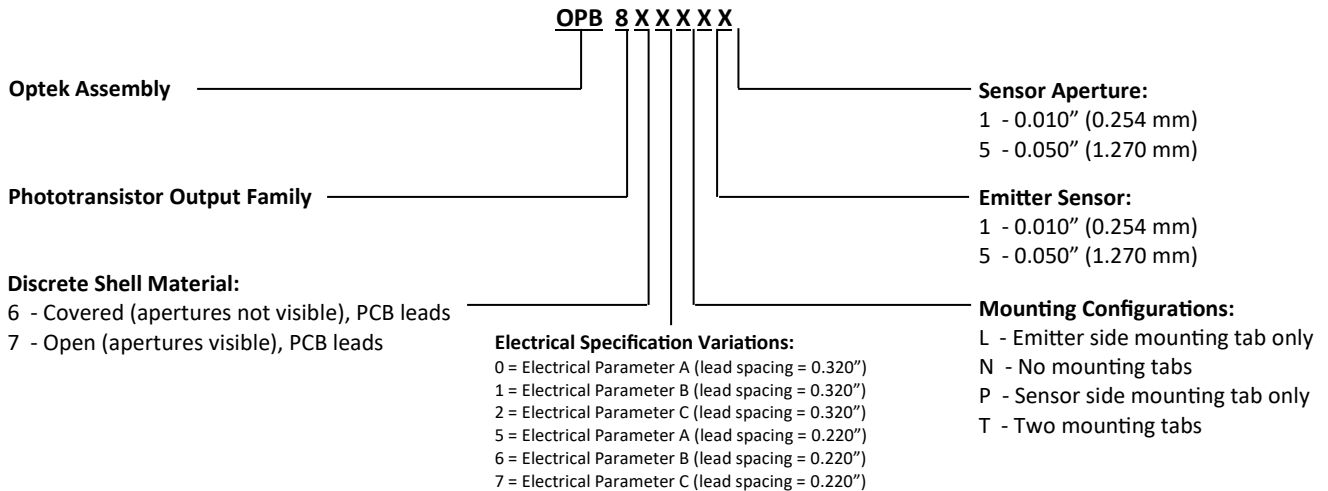 OPB 8 X X X X X
Optek Assembly
Phototransistor Output Family
Discrete Shell Material:
6 - Covered (apertures not visible), PCB leads
7 - Open (apertures visible), PCB leads
Electrical Specification Variations:
0 = Electrical Parameter A (lead spacing = 0.320”)
1 = Electrical Parameter B (lead spacing = 0.320”)
2 = Electrical Parameter C (lead spacing = 0.320”)
5 = Electrical Parameter A (lead spacing = 0.220”)
6 = Electrical Parameter B (lead spacing = 0.220”)
7 = Electrical Parameter C (lead spacing = 0.220”)
Sensor Aperture:
1 - 0.010” (0.254 mm)
5 - 0.050” (1.270 mm)
Emitter Sensor:
1 - 0.010” (0.254 mm)
5 - 0.050” (1.270 mm)
Mounting Configurations:
L - Emitter side mounting tab only
N - No mounting tabs
P - Sensor side mounting tab only
T - Two mounting tabs